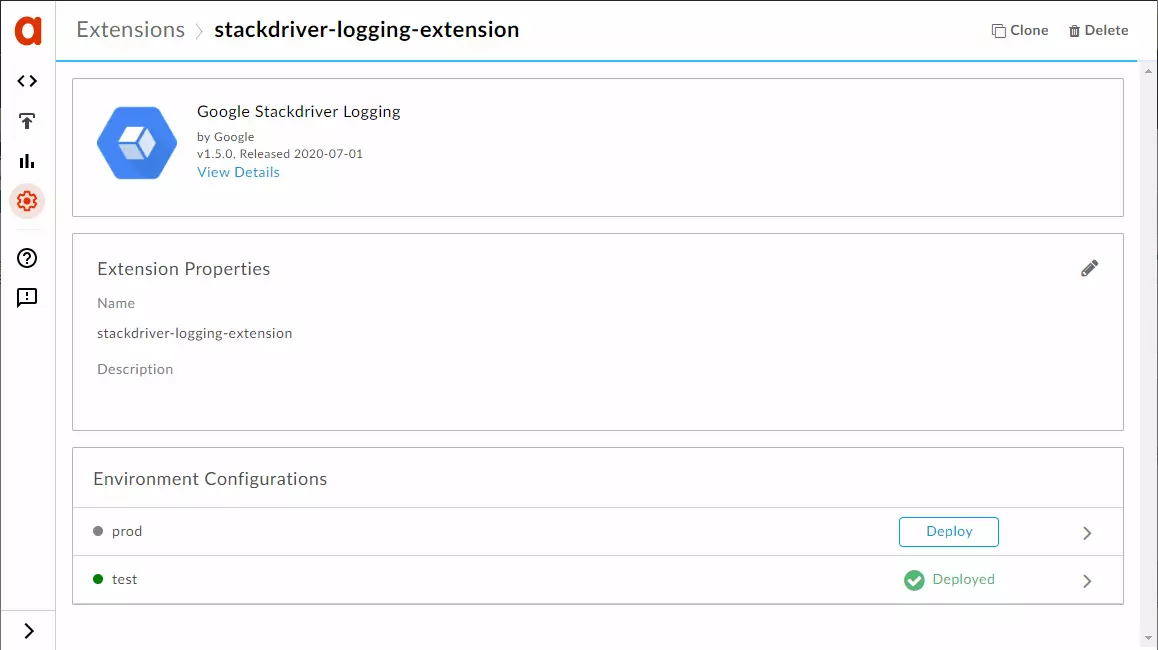 Extensions > stackdriver-logging-extension
Clone
Delete
Google Stackdriver Logging
by Google
v1.5.0, Released 2020-07-01
View Details
Extension Properties
Name
stackdriver-logging-extension
Description
Environment Configurations
prod
Deploy
test
Deployed